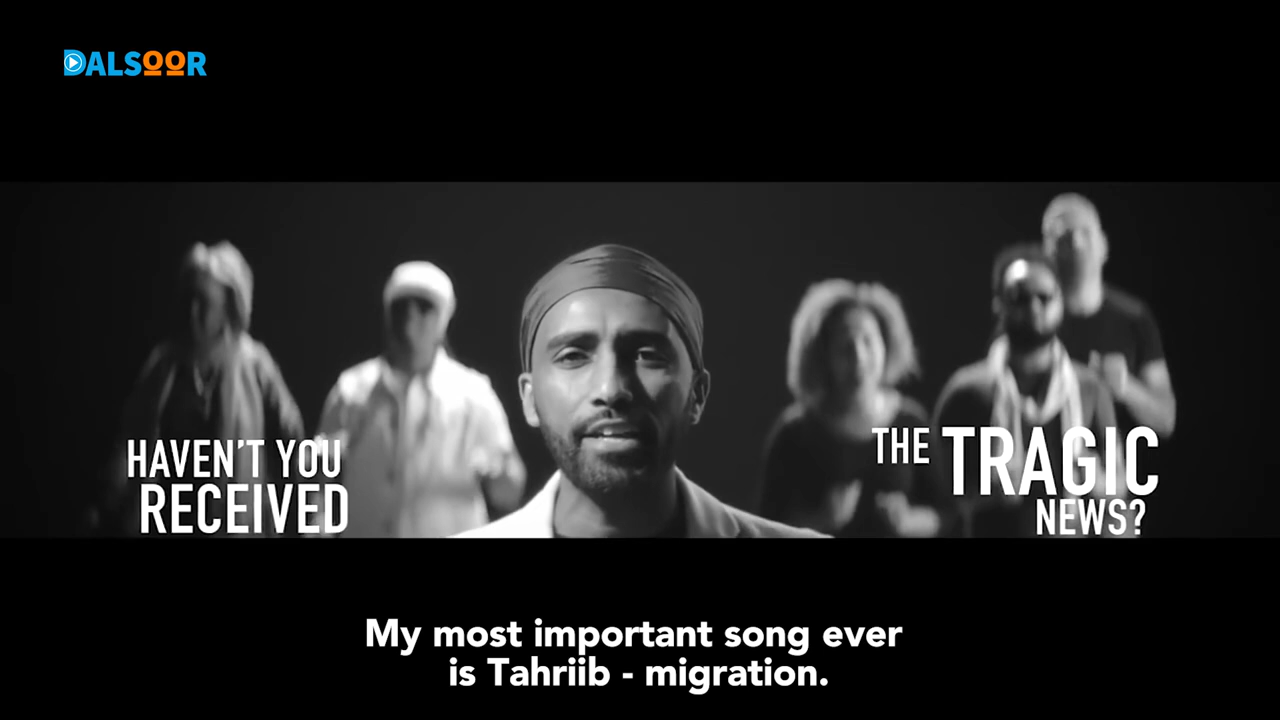 DALSOOR
HAVEN'T YOU
RECEIVED
THE TRAGIC
NEWS?
My most important song ever
is Tahriib - migration.